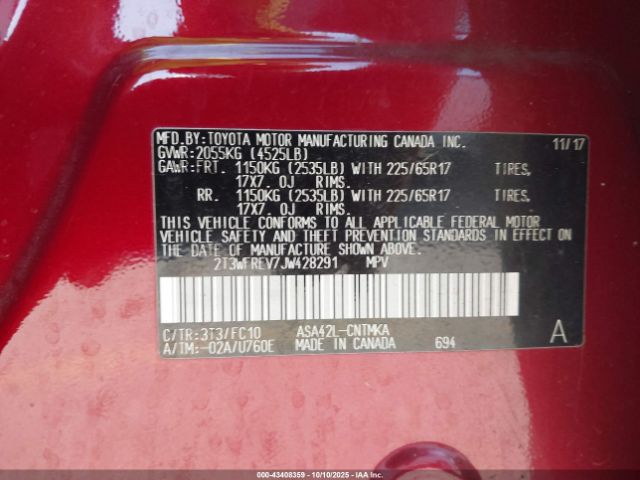 MFD.BY:TOYOTA MOTOR MANUFACTURING CANADA INC. 11/17
GVWR:2055KG (4525LB)
GAWR:FRT. 1150KG (2535LB) WITH 225/65R17 TIRES,
17X7.0J RIMS.
RR. 1150KG (2535LB) WITH 225/65R17 TIRES,
17X7.0J RIMS.
THIS VEHICLE CONFORMS TO ALL APPLICABLE FEDERAL MOTOR
VEHICLE SAFETY AND THEFT PREVENTION STANDARDS IN EFFECT
ON THE DATE OF MANUFACTURE SHOWN ABOVE.
2T3WFREV7JW428291 MPV
C/TR:3T3/FC10 ASA42L-CNTMKA A
A/TM:-02A/U760E MADE IN CANADA 694
000-43408359 - 10/10/2025 - IAA Inc.